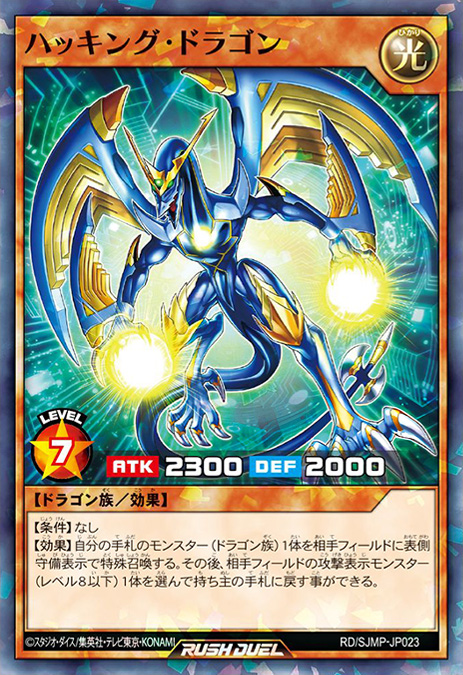 ハッキング・ドラゴン
ひかり
光
LEVEL
7
ATK 2300 DEF 2000
【ドラゴン族／効果】
【条件】なし
【効果】自分の手札のモンスター（ドラゴン族）1体を相手フィールドに表側
守備表示で特殊召喚する。その後、相手フィールドの攻撃表示モンスター
（レベル8以下）1体を選んで持ち主の手札に戻す事ができる。
©スタジオ・ダイス/集英社・テレビ東京・KONAMI
RUSH DUEL
RD/SJMP-JP023